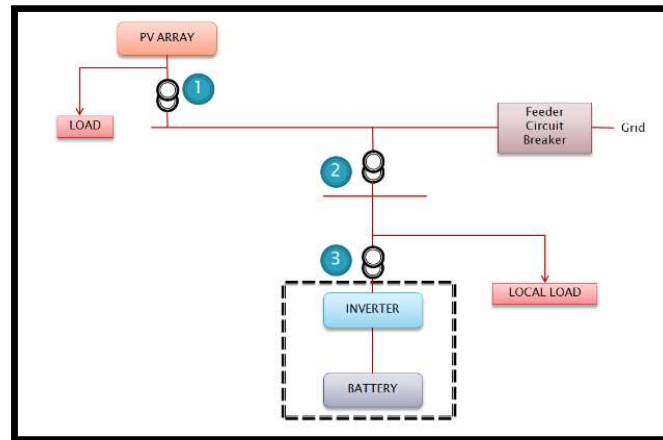 PV ARRAY
1
LOAD
Feeder
Circuit
Breaker
Grid
2
3
LOCAL LOAD
INVERTER
BATTERY